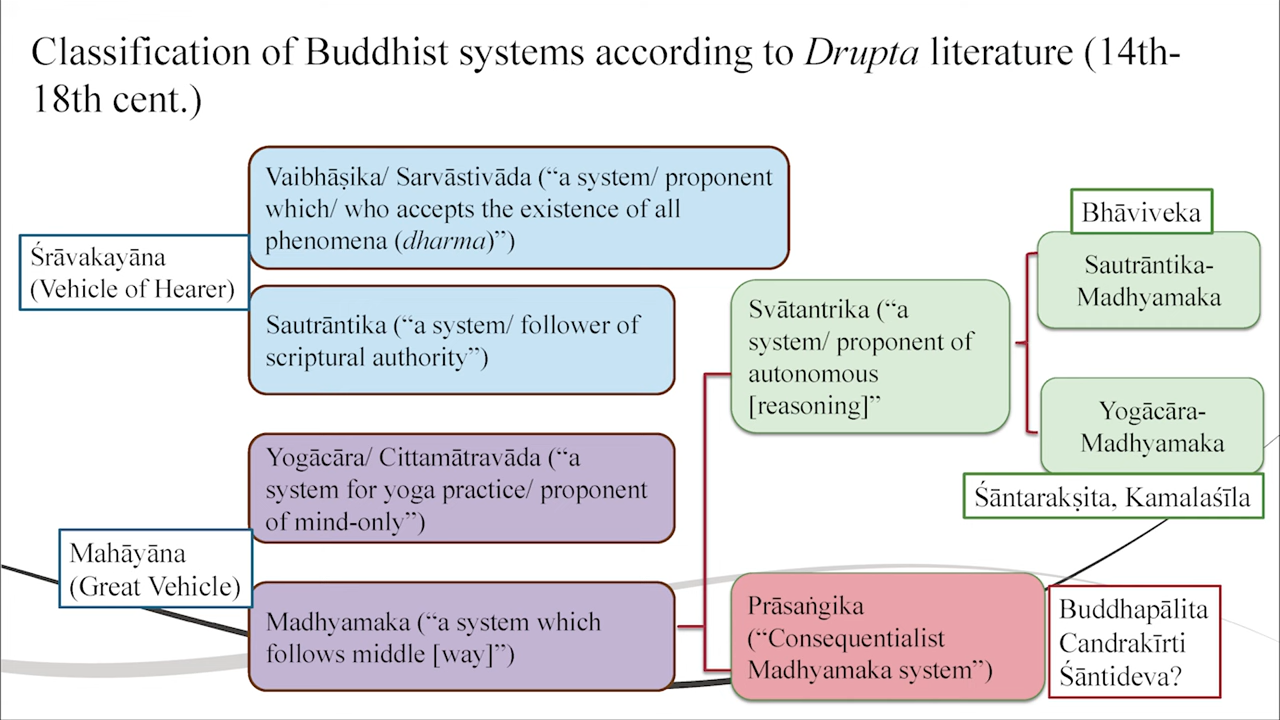 Classification of Buddhist systems according to Drupta literature (14th-
18th cent.)
Śrāvakayāna
(Vehicle of Hearer)
Vaibhāṣika/ Sarvāstivāda (“a system/ proponent
which/ who accepts the existence of all
phenomena (dharma)”)
Sautrāntika (“a system/ follower of
scriptural authority”)
Mahāyāna
(Great Vehicle)
Yogācāra/ Cittamātravāda (“a
system for yoga practice/ proponent
of mind-only”)
Madhyamaka (“a system which
follows middle [way]”)
Svātantrika (“a
system/ proponent of
autonomous
[reasoning]”
Bhāviveka
Sautrāntika-
Madhyamaka
Yogācāra-
Madhyamaka
Śāntarakṣita, Kamalaśīla
Prāsaṅgika
(“Consequentialist
Madhyamaka system”)
Buddhapālita
Candrakīrti
Śāntideva?